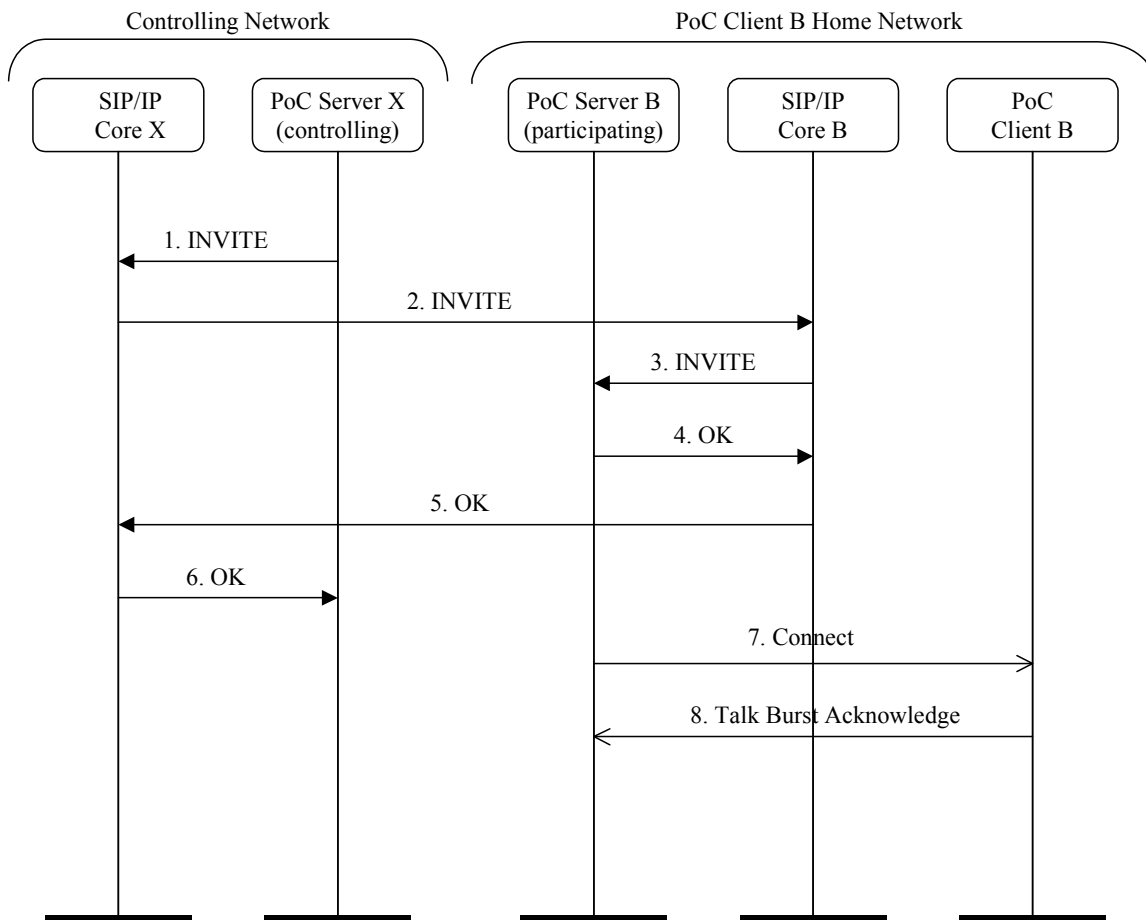 Controlling Network
PoC Client B Home Network
SIP/IP
Core X
PoC Server X
(controlling)
PoC Server B
(participating)
SIP/IP
Core B
PoC
Client B
1. INVITE
2. INVITE
3. INVITE
4. OK
5. OK
6. OK
7. Connect
8. Talk Burst Acknowledge